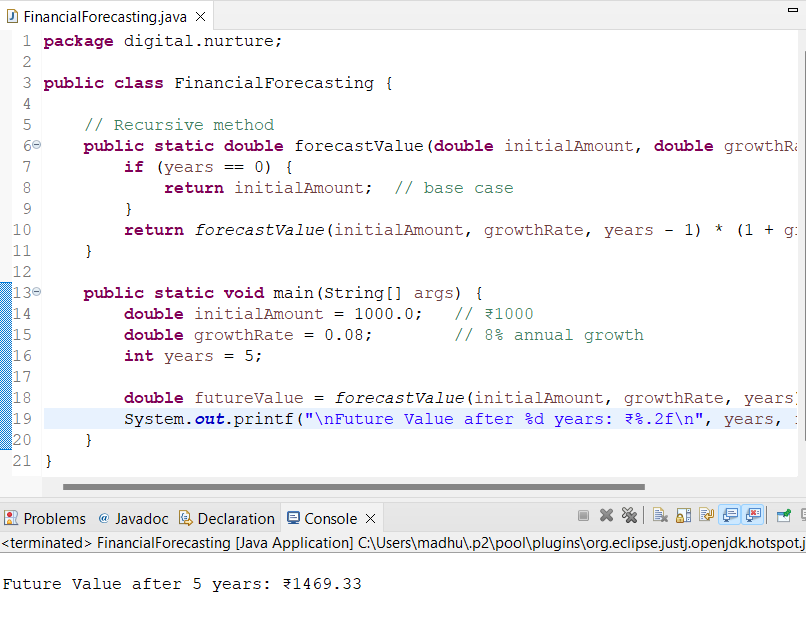 FinancialForecasting.java
1 package digital.nurture;
2
3 public class FinancialForecasting {
4
5 // Recursive method
6 public static double forecastValue(double initialAmount, double growthRa
7 if (years == 0) {
8 return initialAmount; // base case
9 }
10 return forecastValue(initialAmount, growthRate, years - 1) * (1 + g
11 }
12
13 public static void main(String[] args) {
14 double initialAmount = 1000.0; // ₹1000
15 double growthRate = 0.08; // 8% annual growth
16 int years = 5;
17
18 double futureValue = forecastValue(initialAmount, growthRate, years)
19 System.out.printf("\nFuture Value after %d years: ₹%.2f\n", years,
20 }
21 }
Problems @ Javadoc Declaration Console
<terminated> FinancialForecasting [Java Application] C:\Users\madhu\.p2\pool\plugins\org.eclipse.justj.openjdk.hotspot.j
Future Value after 5 years: ₹1469.33